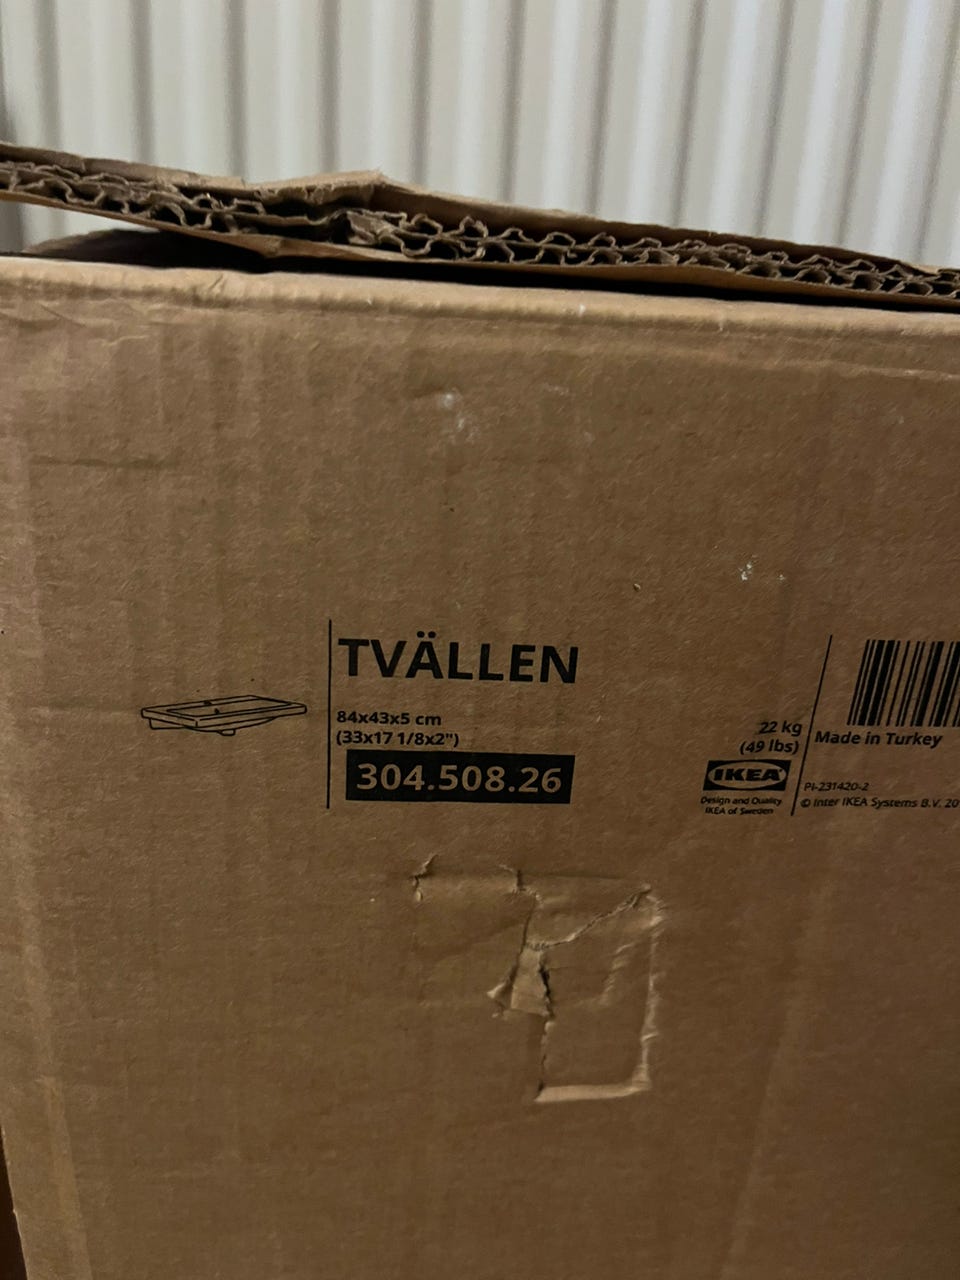 TVÄLLEN
84x43x5 cm
(33x17 1/8x2")
304.508.26
22 kg
(49 lbs)
IKEA
Design and Quality
IKEA of Sweden
Made in Turkey
PI-231420-2
© Inter IKEA Systems B.V. 20